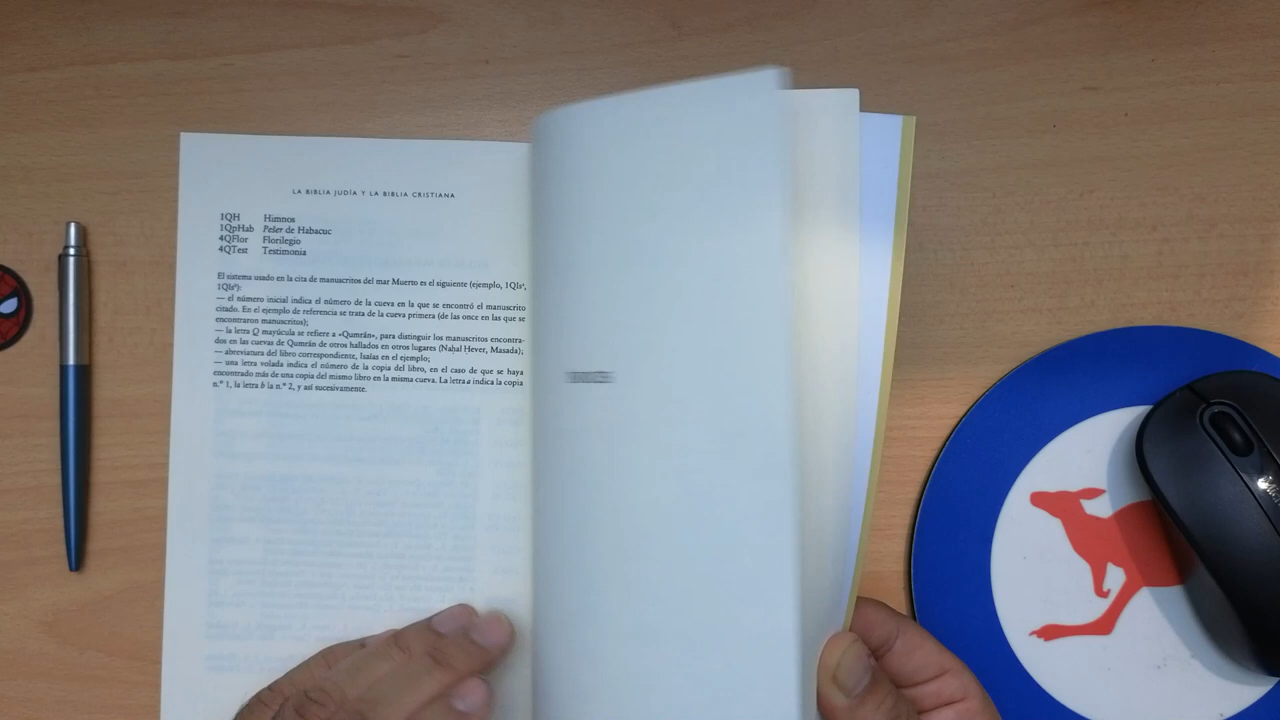 LA BIBLIA JUDÍA Y LA BIBLIA CRISTIANA
1QH Himnos
1QpHab Pešer de Habacuc
4QFlor Florilegio
4QTest Testimonia
El sistema usado en la cita de manuscritos del mar Muerto es el siguiente (ejemplo, 1QIsª,
1QIsᵇ):
— el número inicial indica el número de la cueva en la que se encontró el manuscrito
citado. En el ejemplo de referencia se trata de la cueva primera (de las once en las que se
encontraron manuscritos);
— la letra Q mayúscula se refiere a «Qumrán», para distinguir los manuscritos encontra-
dos en las cuevas de Qumrán de otros hallados en otros lugares (Naḥal Hever, Masada);
— abreviatura del libro correspondiente, Isaías en el ejemplo;
— una letra volada indica el número de la copia del libro, en el caso de que se haya
encontrado más de una copia del mismo libro en la misma cueva. La letra a indica la copia
n.º 1, la letra b la n.º 2, y así sucesivamente.